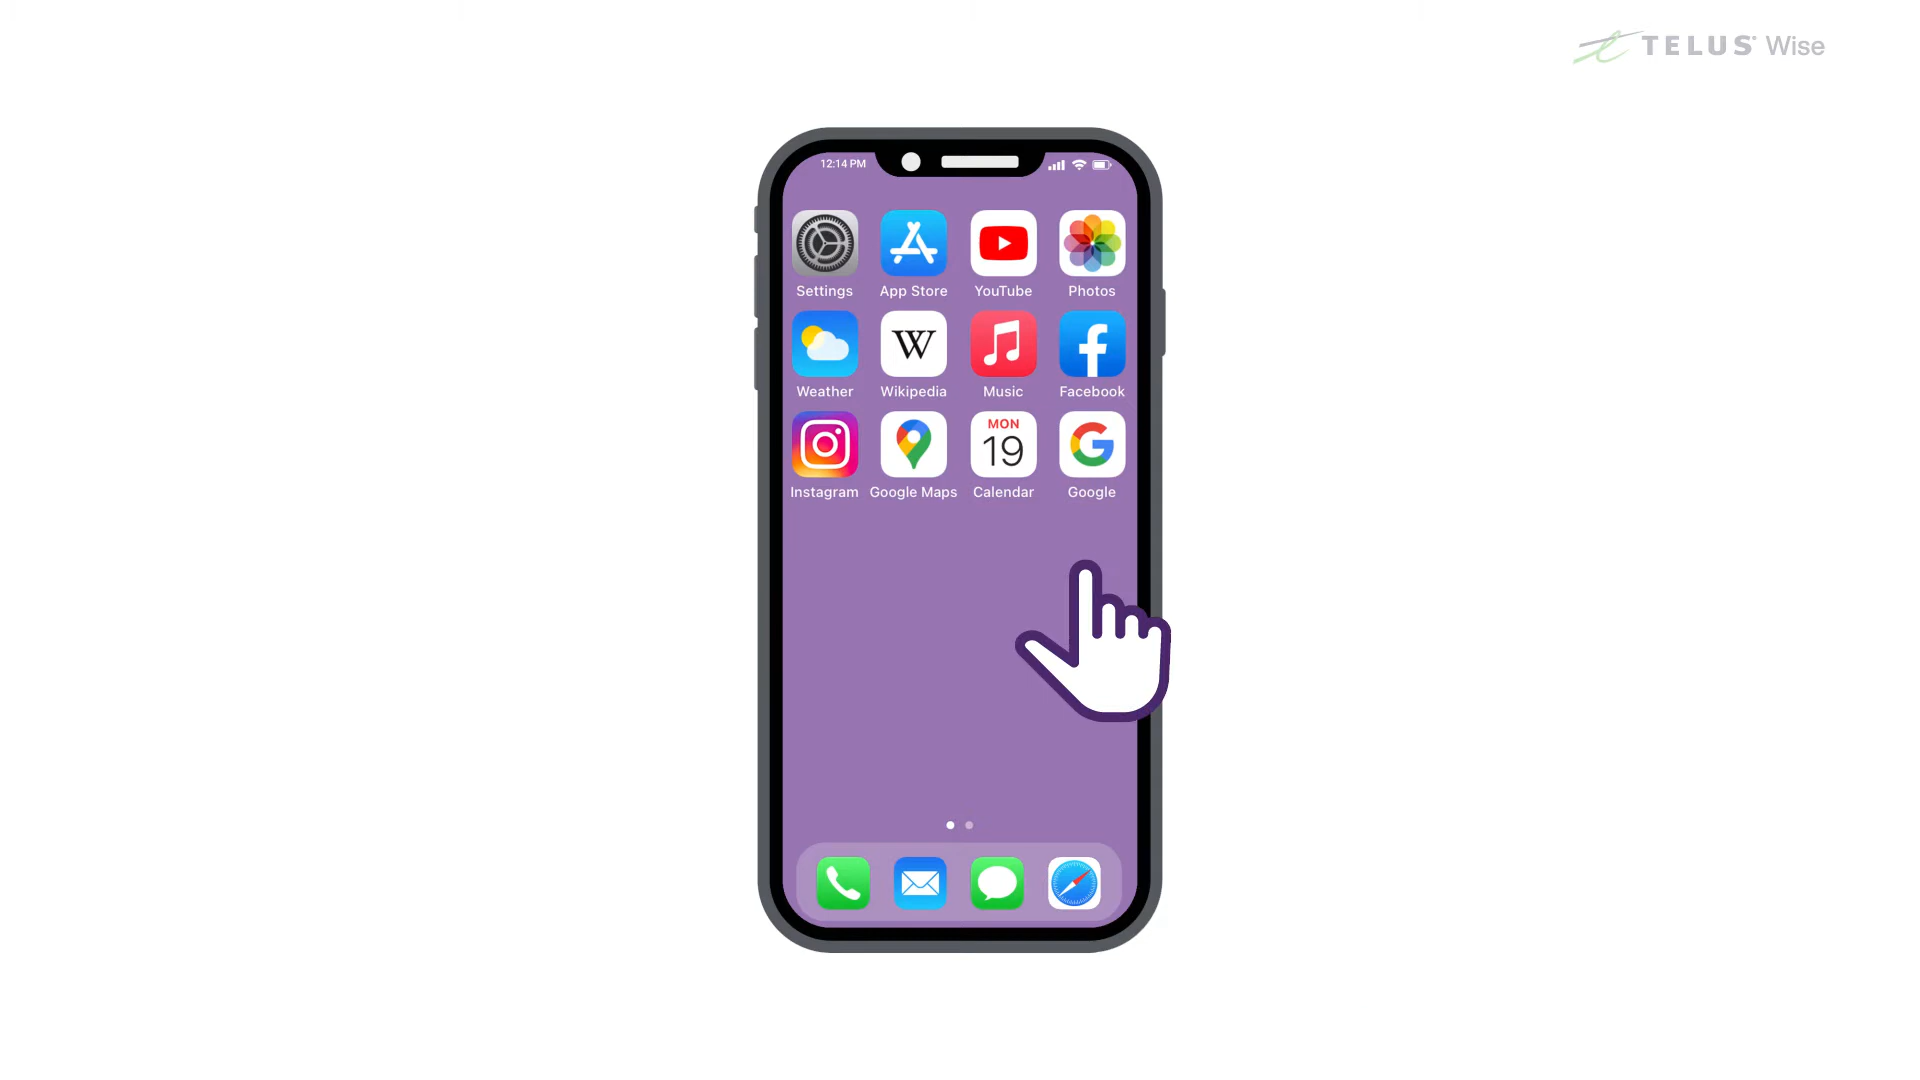 TELUS® Wise
12:14 PM
Settings App Store YouTube Photos
W
Weather Wikipedia Music Facebook
MON
19
Instagram Google Maps Calendar Google